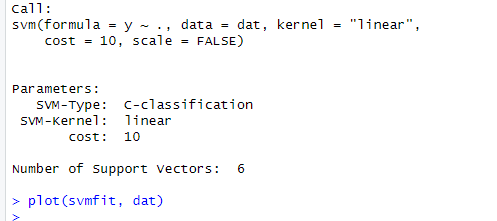 Call:
svm(formula = y ~ ., data = dat, kernel = "linear",
    cost = 10, scale = FALSE)
Parameters:
   SVM-Type:  C-classification
 SVM-Kernel:  linear
       cost:  10
Number of Support Vectors:  6
> plot(svmfit, dat)
>